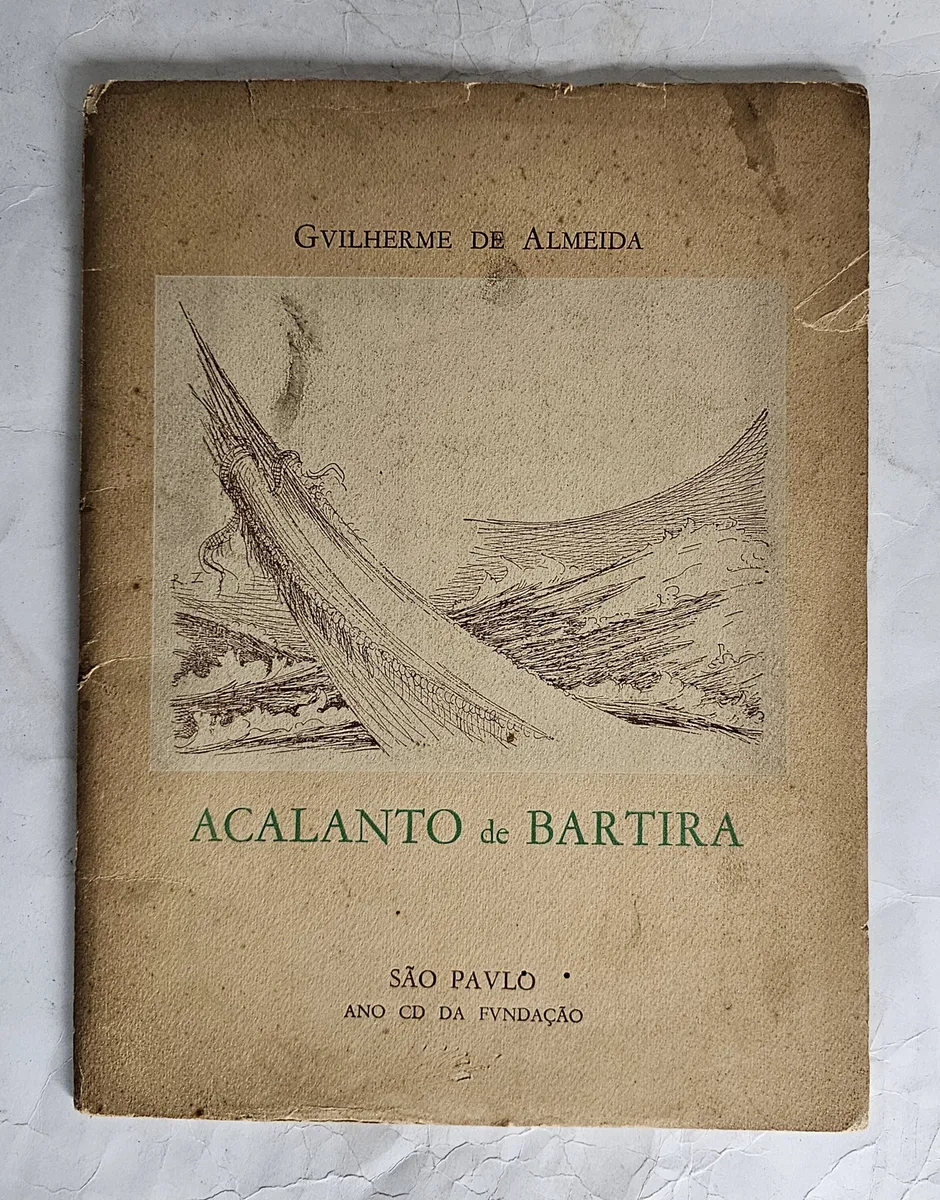 GVILHERME DE ALMEIDA
R Z
ACALANTO de BARTIRA
SÃO PAVLO
ANO CD DA FVNDAÇÃO